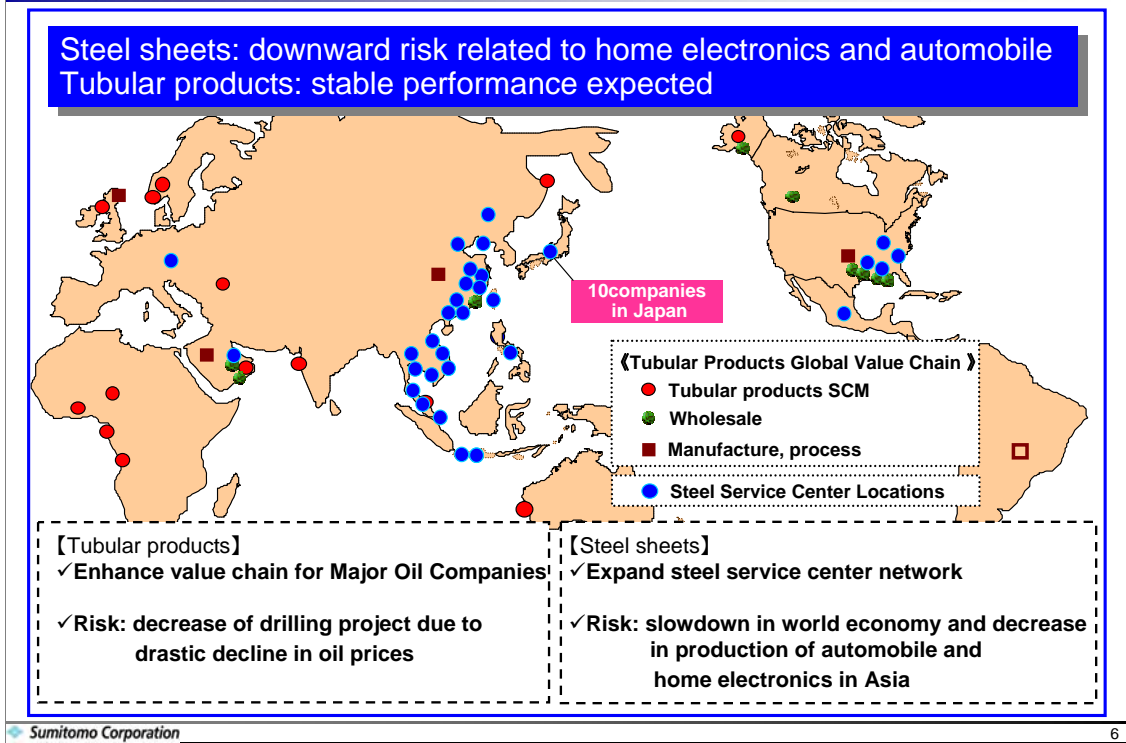 Steel sheets: downward risk related to home electronics and automobile
Tubular products: stable performance expected
10companies
in Japan
《Tubular Products Global Value Chain 》
Tubular products SCM
Wholesale
Manufacture, process
Steel Service Center Locations
【Tubular products】
✓Enhance value chain for Major Oil Companies
✓Risk: decrease of drilling project due to
drastic decline in oil prices
【Steel sheets】
✓Expand steel service center network
✓Risk: slowdown in world economy and decrease
in production of automobile and
home electronics in Asia
Sumitomo Corporation
6